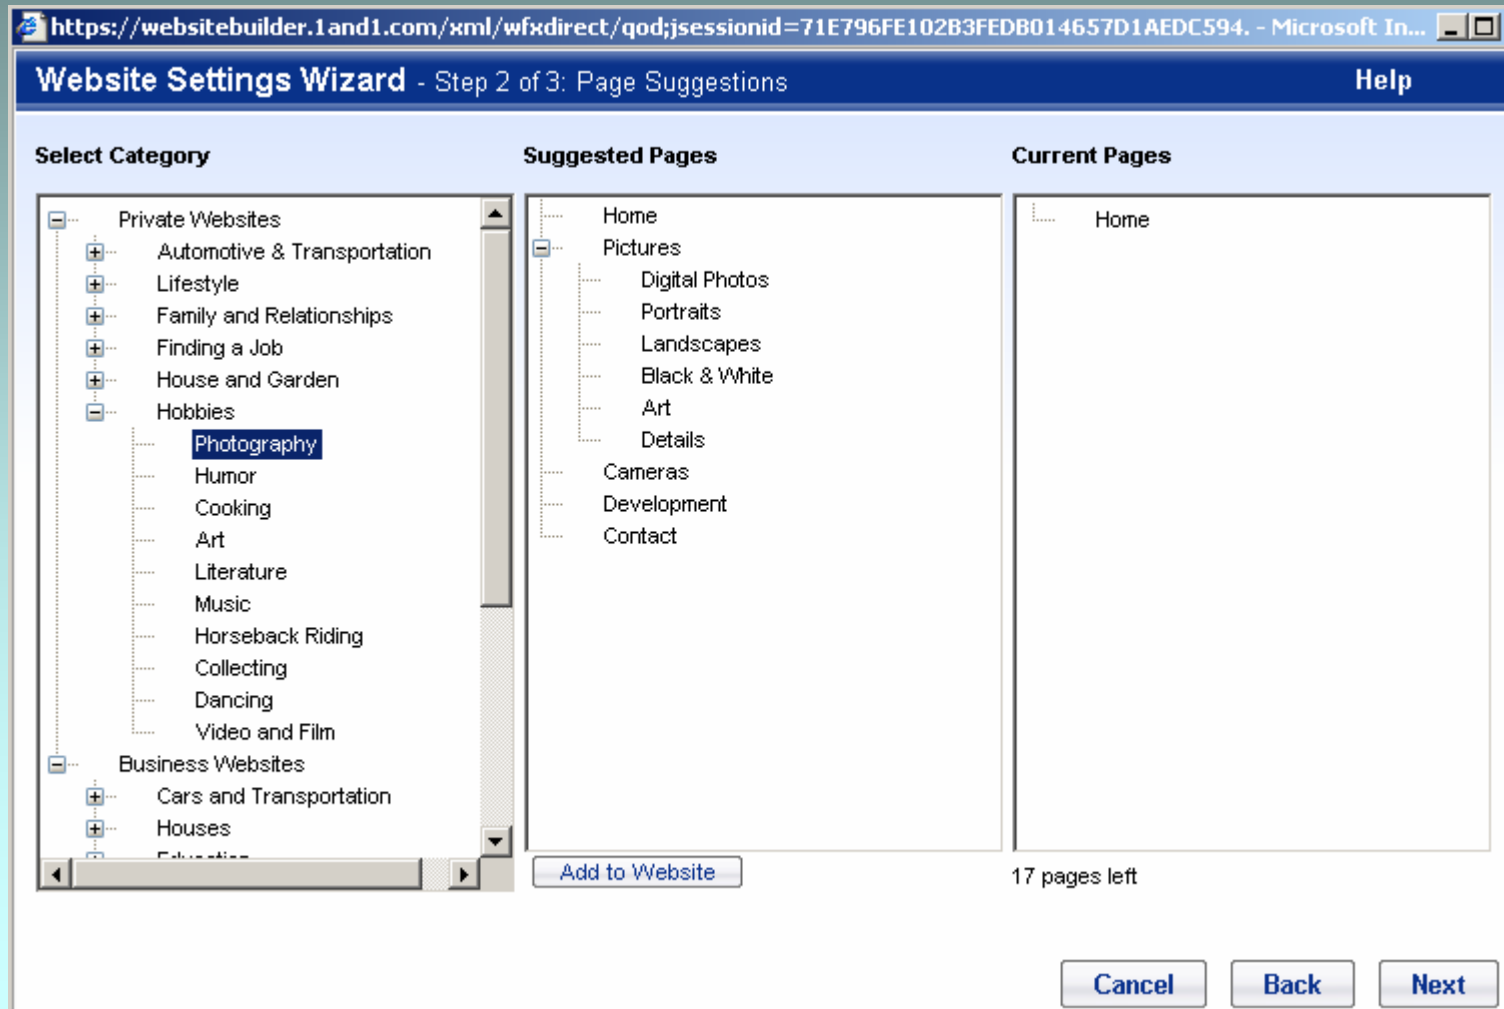 https://websitebuilder.1and1.com/xml/wfxdirect/qod;jsessionid=71E796FE102B3FEDB014657D1AEDC594. - Microsoft In...
Website Settings Wizard - Step 2 of 3: Page Suggestions
Help
Select Category
Private Websites
Automotive & Transportation
Lifestyle
Family and Relationships
Finding a Job
House and Garden
Hobbies
Photography
Humor
Cooking
Art
Literature
Music
Horseback Riding
Collecting
Dancing
Video and Film
Business Websites
Cars and Transportation
Houses
Education
Suggested Pages
Home
Pictures
Digital Photos
Portraits
Landscapes
Black & White
Art
Details
Cameras
Development
Contact
Add to Website
Current Pages
Home
17 pages left
Cancel
Back
Next